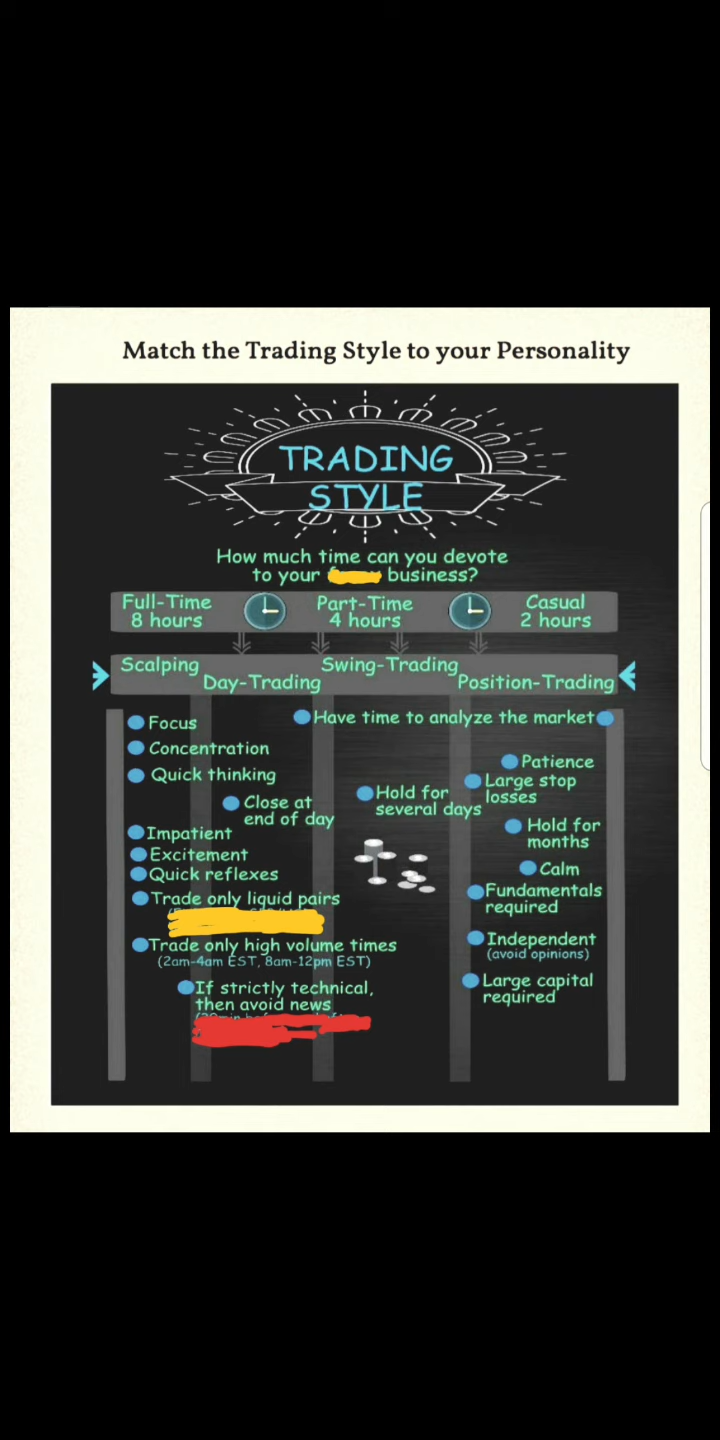 Match the Trading Style to your Personality
TRADING
STYLE
How much time can you devote
to your business?
Full-Time
8 hours
Part-Time
4 hours
Casual
2 hours
Scalping
Day-Trading
Swing-Trading
Position-Trading
Focus
Concentration
Quick thinking
Close at
end of day
Impatient
Excitement
Quick reflexes
Trade only liquid pairs
Trade only high volume times
(2am-4am EST, 8am-12pm EST)
If strictly technical,
then avoid news
Have time to analyze the market
Hold for
several days
Patience
Large stop
losses
Hold for
months
Calm
Fundamentals
required
Independent
(avoid opinions)
Large capital
required